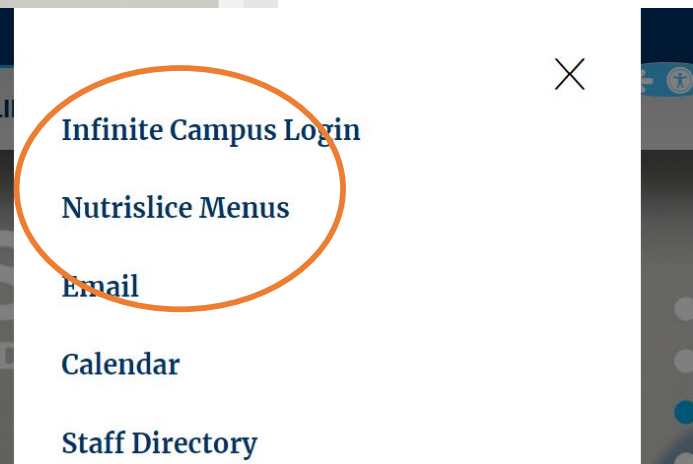 Infinite Campus Login
Nutrislice Menus
Email
Calendar
Staff Directory